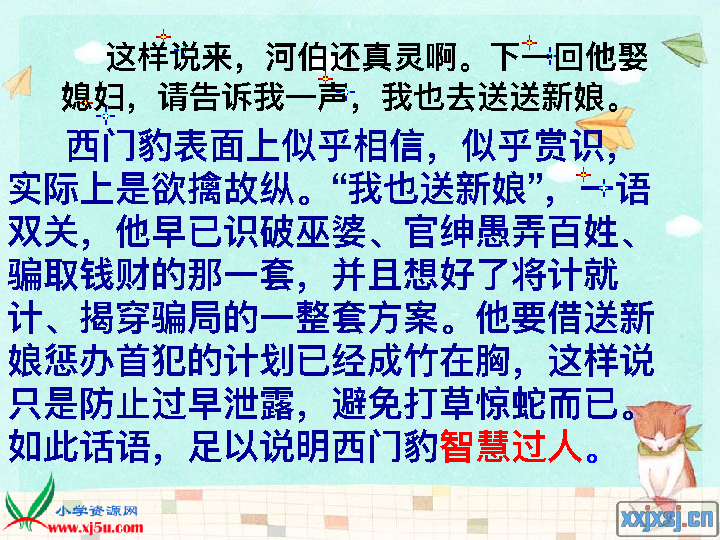 这样说来，河伯还真灵啊。下一回他娶
媳妇，请告诉我一声，我也去送送新娘。
西门豹表面上似乎相信，似乎赏识，
实际上是欲擒故纵。“我也送新娘”，一语
双关，他早已识破巫婆、官绅愚弄百姓、
骗取钱财的那一套，并且想好了将计就
计、揭穿骗局的一整套方案。他要借送新
娘惩办首犯的计划已经成竹在胸，这样说
只是防止过早泄露，避免打草惊蛇而已。
如此话语，足以说明西门豹智慧过人。
小学资源网
www.xj5u.com
xxjxsj.cn